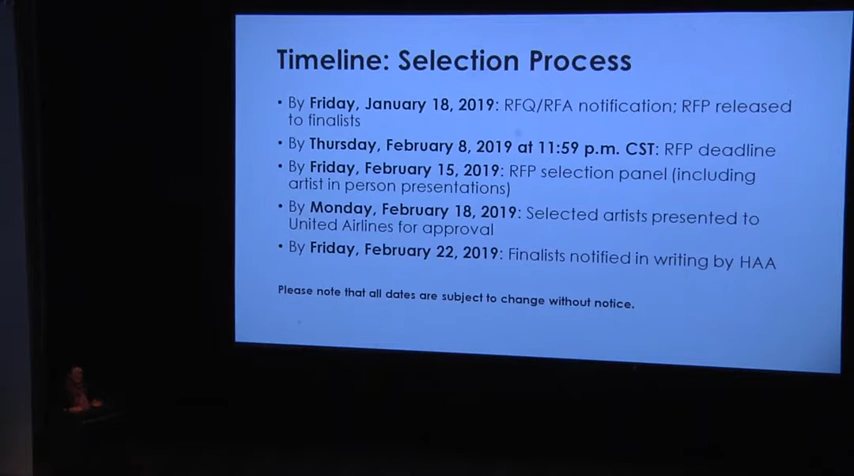 Timeline: Selection Process
• By Friday, January 18, 2019: RFQ/RFA notification; RFP released
to finalists
• By Thursday, February 8, 2019 at 11:59 p.m. CST: RFP deadline
• By Friday, February 15, 2019: RFP selection panel (including
artist in person presentations)
• By Monday, February 18, 2019: Selected artists presented to
United Airlines for approval
• By Friday, February 22, 2019: Finalists notified in writing by HAA
Please note that all dates are subject to change without notice.